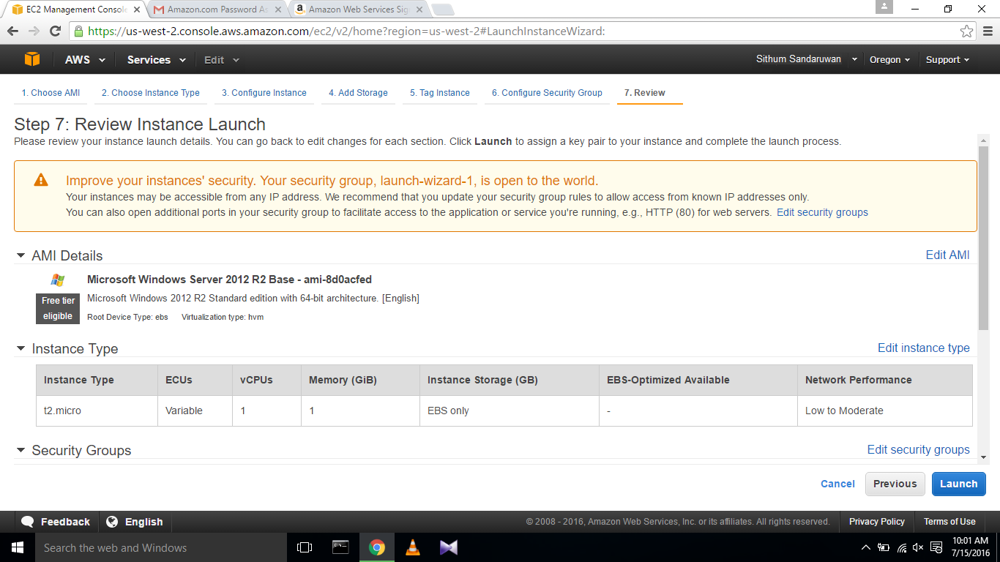 EC2 Management Console
Amazon.com Password As
Amazon Web Services Sig
https://us-west-2.console.aws.amazon.com/ec2/v2/home?region=us-west-2#LaunchInstanceWizard:
AWS Services Edit Sithum Sandaruwan Oregon Support
1. Choose AMI 2. Choose Instance Type 3. Configure Instance 4. Add Storage 5. Tag Instance 6. Configure Security Group 7. Review
Step 7: Review Instance Launch
Please review your instance launch details. You can go back to edit changes for each section. Click Launch to assign a key pair to your instance and complete the launch process.
Improve your instances' security. Your security group, launch-wizard-1, is open to the world.
Your instances may be accessible from any IP address. We recommend that you update your security group rules to allow access from known IP addresses only.
You can also open additional ports in your security group to facilitate access to the application or service you're running, e.g., HTTP (80) for web servers. Edit security groups
AMI Details Edit AMI
Microsoft Windows Server 2012 R2 Base - ami-8d0acfed
Free tier eligible
Microsoft Windows 2012 R2 Standard edition with 64-bit architecture. [English]
Root Device Type: ebs Virtualization type: hvm
Instance Type Edit instance type
Instance Type ECUs vCPUs Memory (GiB) Instance Storage (GB) EBS-Optimized Available Network Performance
t2.micro Variable 1 1 EBS only - Low to Moderate
Security Groups Edit security groups
Cancel Previous Launch
Feedback English © 2008 - 2016, Amazon Web Services, Inc. or its affiliates. All rights reserved. Privacy Policy Terms of Use
Search the web and Windows
10:01 AM
7/15/2016